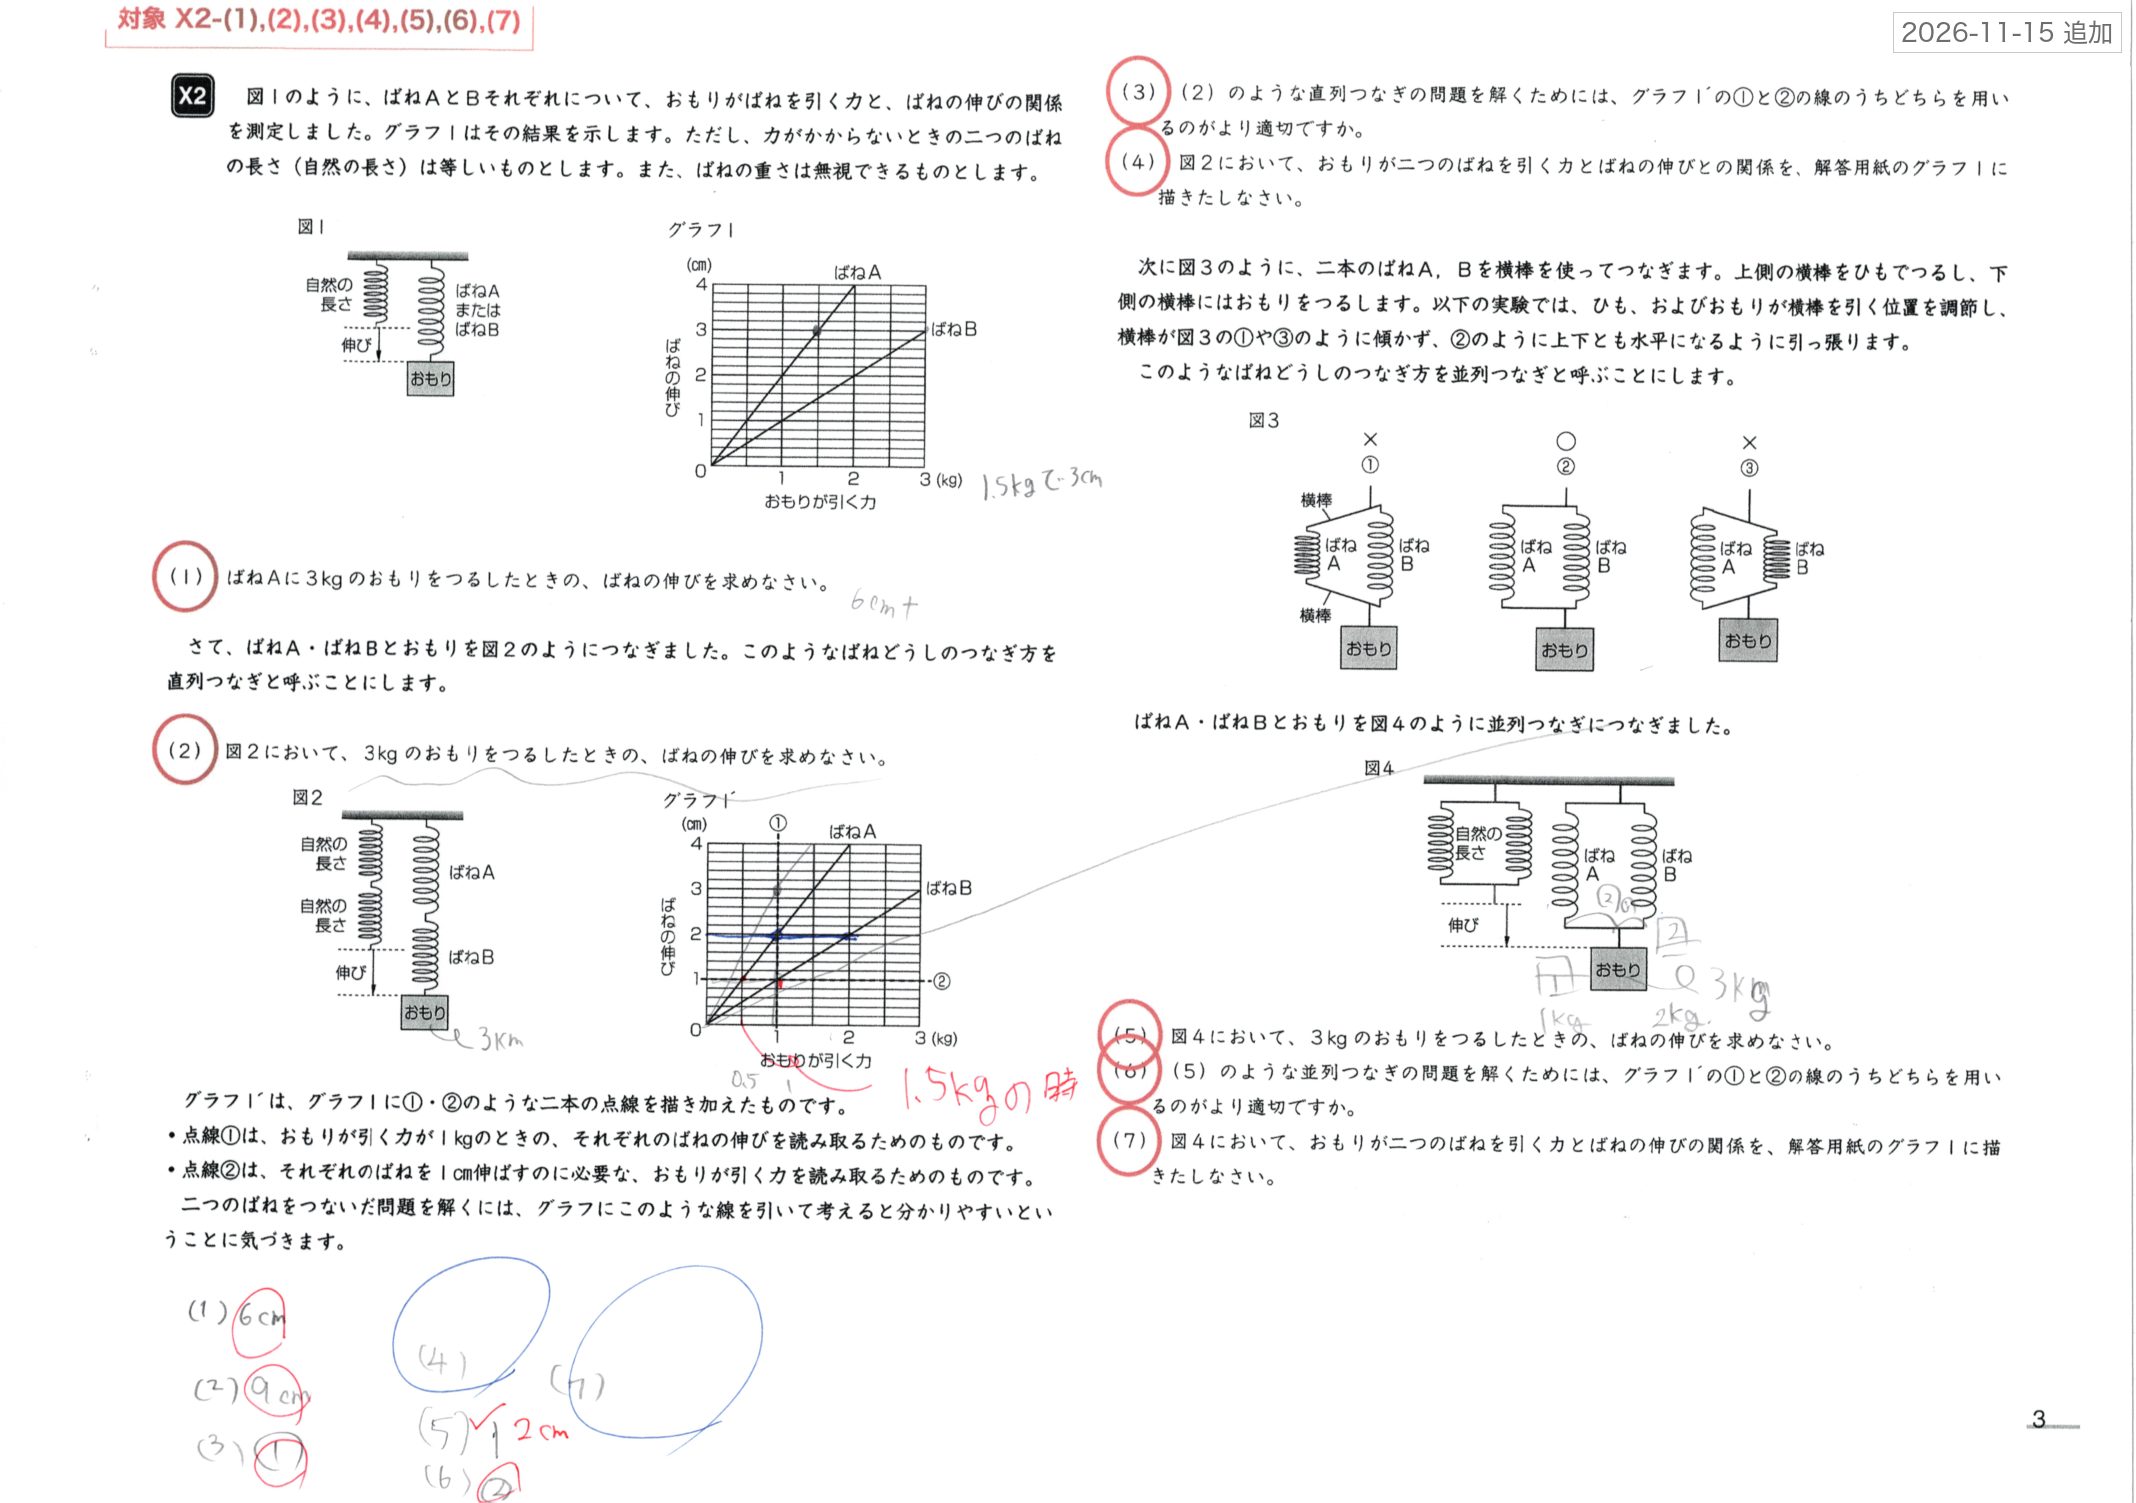 対象 X2-(1),(2),(3),(4),(5),(6),(7)
2026-11-15 追加
X2 図1のように、ばねAとBそれぞれについて、おもりがばねを引く力と、ばねの伸びの関係
を測定しました。グラフ1はその結果を示します。ただし、力がかからないときの二つのばね
の長さ（自然の長さ）は等しいものとします。また、ばねの重さは無視できるものとします。
図1
自然の
長さ
伸び
ばねA
または
ばねB
おもり
グラフ1
(cm)
ばねA
ばねB
ばねの伸び
4
3
2
1
0
1 2 3 (kg)
おもりが引く力
1.5kgで3cm
(1) ばねAに3kgのおもりをつるしたときの、ばねの伸びを求めなさい。
6cm
さて、ばねA・ばねBとおもりを図2のようにつなぎました。このようなばねどうしのつなぎ方を
直列つなぎと呼ぶことにします。
(2) 図2において、3kgのおもりをつるしたときの、ばねの伸びを求めなさい。
図2
自然の
長さ
自然の
長さ
伸び
ばねA
ばねB
おもり
3Km
グラフ1´
(cm)
①
ばねA
ばねB
②
ばねの伸び
4
3
2
1
0
1 2 3 (kg)
おもりが引く力
0.5 1
1.5kgの時
グラフ1´は、グラフ1に①・②のような二本の点線を描き加えたものです。
・点線①は、おもりが引く力が1kgのときの、それぞれのばねの伸びを読み取るためのものです。
・点線②は、それぞれのばねを1cm伸ばすのに必要な、おもりが引く力を読み取るためのものです。
二つのばねをつないだ問題を解くには、グラフにこのような線を引いて考えると分かりやすいとい
うことに気づきます。
(1) 6cm
(2) 9cm
(3) ①
(4)
(5) 2cm
(6) ②
(7)
(3) (2) のような直列つなぎの問題を解くためには、グラフ1´の①と②の線のうちどちらを用い
るのがより適切ですか。
(4) 図2において、おもりが二つのばねを引く力とばねの伸びとの関係を、解答用紙のグラフ1に
描きたしなさい。
次に図3のように、二本のばねA，Bを横棒を使ってつなぎます。上側の横棒をひもでつるし、下
側の横棒にはおもりをつるします。以下の実験では、ひも、およびおもりが横棒を引く位置を調節し、
横棒が図3の①や③のように傾かず、②のように上下とも水平になるように引っ張ります。
このようなばねどうしのつなぎ方を並列つなぎと呼ぶことにします。
図3
× ○ ×
① ② ③
横棒
ばねA ばねB
横棒
おもり
ばねA ばねB
おもり
ばねA ばねB
おもり
ばねA・ばねBとおもりを図4のように並列つなぎにつなぎました。
図4
自然の
長さ
伸び
ばねA
ばねB
おもり
2
1
3kg
1kg 2kg.
(5) 図4において、3kgのおもりをつるしたときの、ばねの伸びを求めなさい。
(6) (5) のような並列つなぎの問題を解くためには、グラフ1´の①と②の線のうちどちらを用い
るのがより適切ですか。
(7) 図4において、おもりが二つのばねを引く力とばねの伸びの関係を、解答用紙のグラフ1に描
きたしなさい。
3